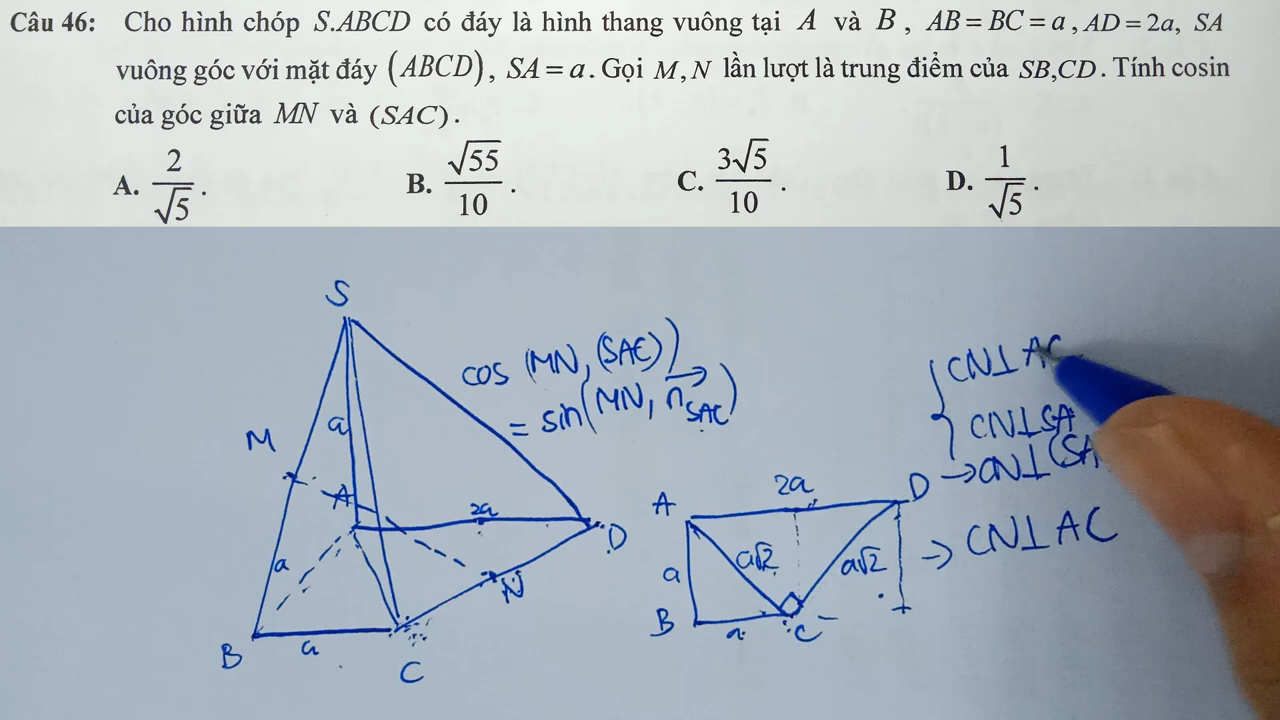 Câu 46: Cho hình chóp S.ABCD có đáy là hình thang vuông tại A và B, AB = BC = a, AD = 2a, SA
vuông góc với mặt đáy (ABCD), SA = a. Gọi M, N lần lượt là trung điểm của SB,CD. Tính cosin
của góc giữa MN và (SAC).
A. 2/√5. B. √55/10. C. 3√5/10. D. 1/√5.
S
cos (MN, (SAC))
= sin(MN, n⃗SAC)
CN⊥AC
CN⊥SA
→CN⊥(SA
→ CN⊥AC
M
a
A
2a
D
N
a
B
a
C
A
2a
D
a
a√2
a√2
B
a
C